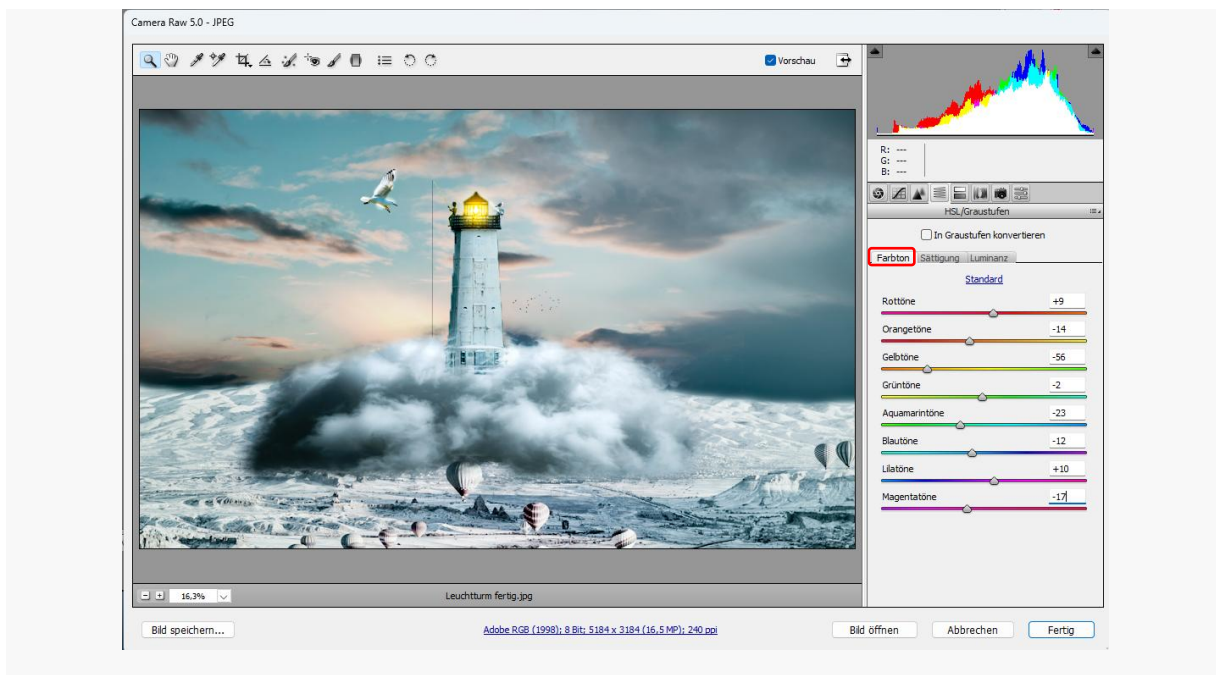 Camera Raw 5.0 - JPEG
Vorschau
R: ---
G: ---
B: ---
HSL/Graustufen
In Graustufen konvertieren
Farbton Sättigung Luminanz
Standard
Rottöne +9
Orangetöne -14
Gelbtöne -56
Grüntöne -2
Aquamarintöne -23
Blautöne -12
Lilatöne +10
Magentatöne -17
16,3% Leuchtturm fertig.jpg
Bild speichern... Adobe RGB (1998); 8 Bit; 5184 x 3184 (16,5 MP); 240 ppi Bild öffnen Abbrechen Fertig